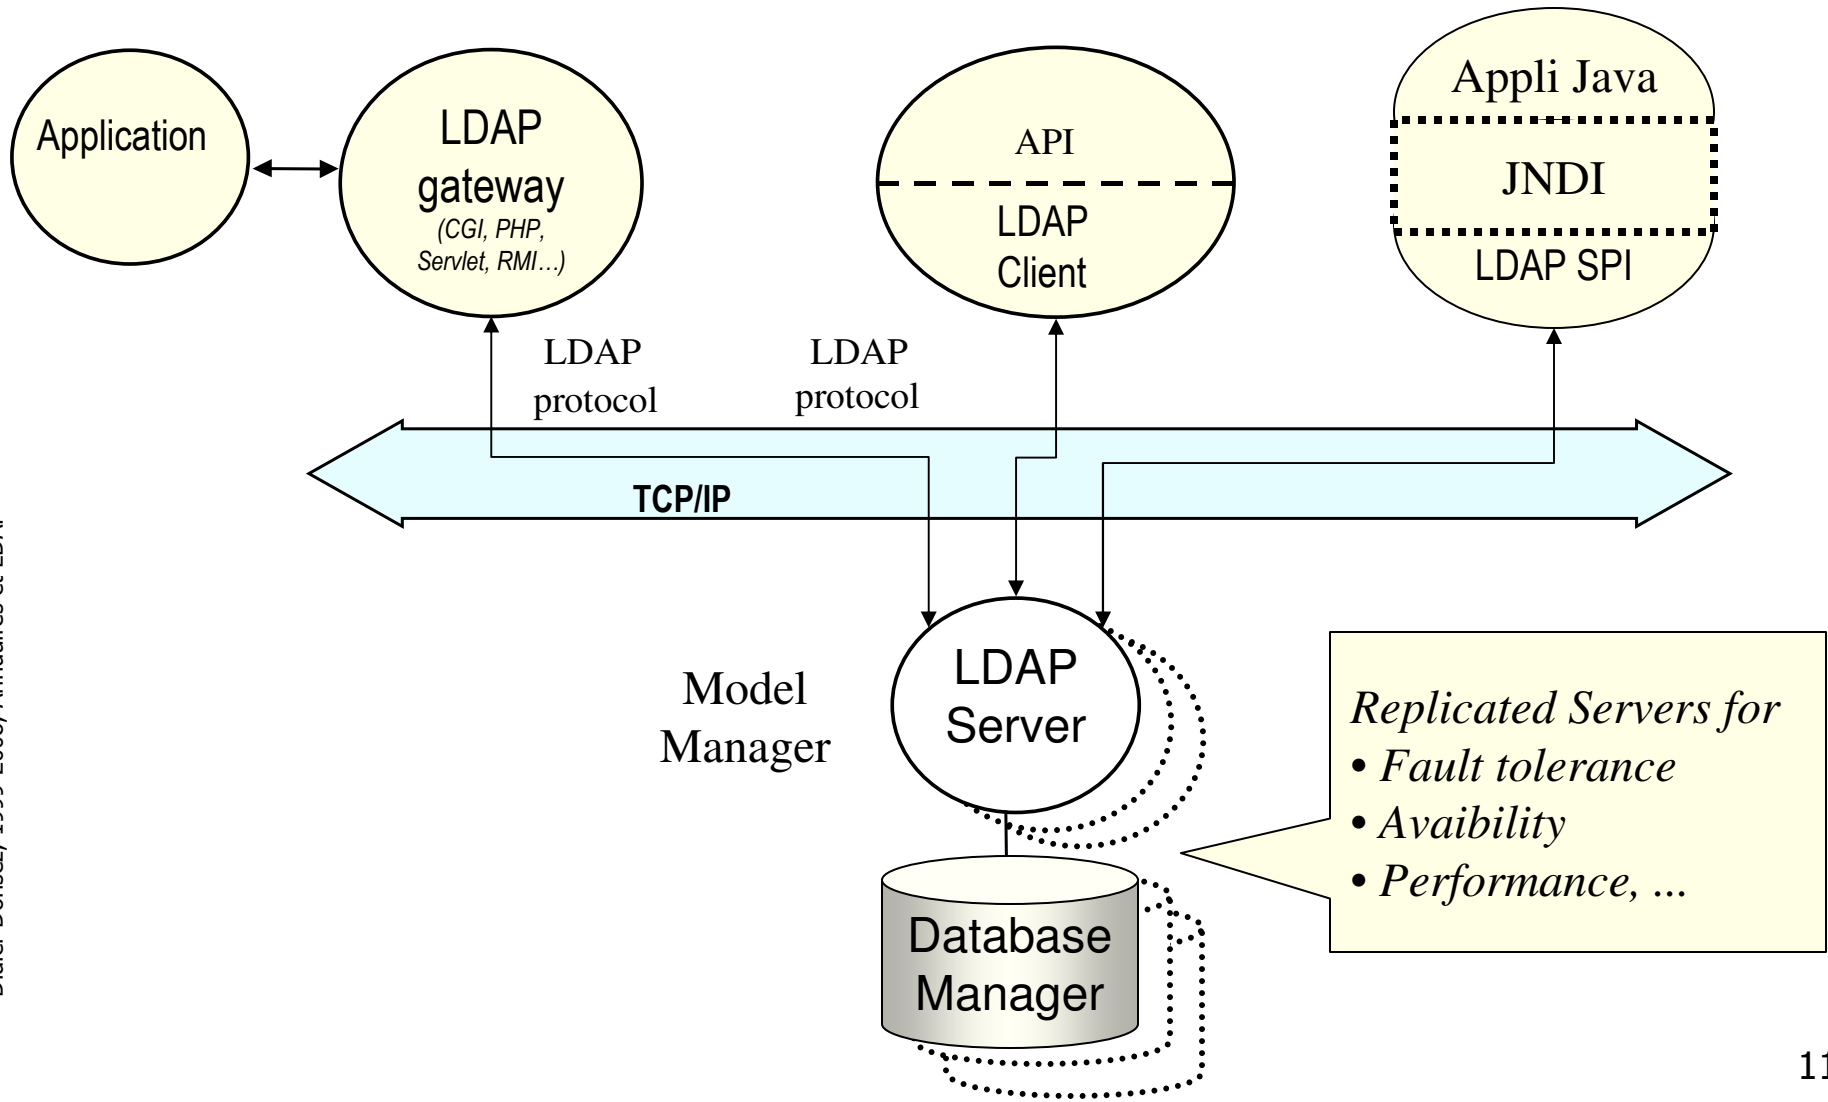 Application
LDAP
gateway
(CGI, PHP,
Servlet, RMI…)
API
LDAP
Client
Appli Java
JNDI
LDAP SPI
LDAP
protocol
LDAP
protocol
TCP/IP
Model
Manager
LDAP
Server
Replicated Servers for
• Fault tolerance
• Avaibility
• Performance, ...
Database
Manager
11